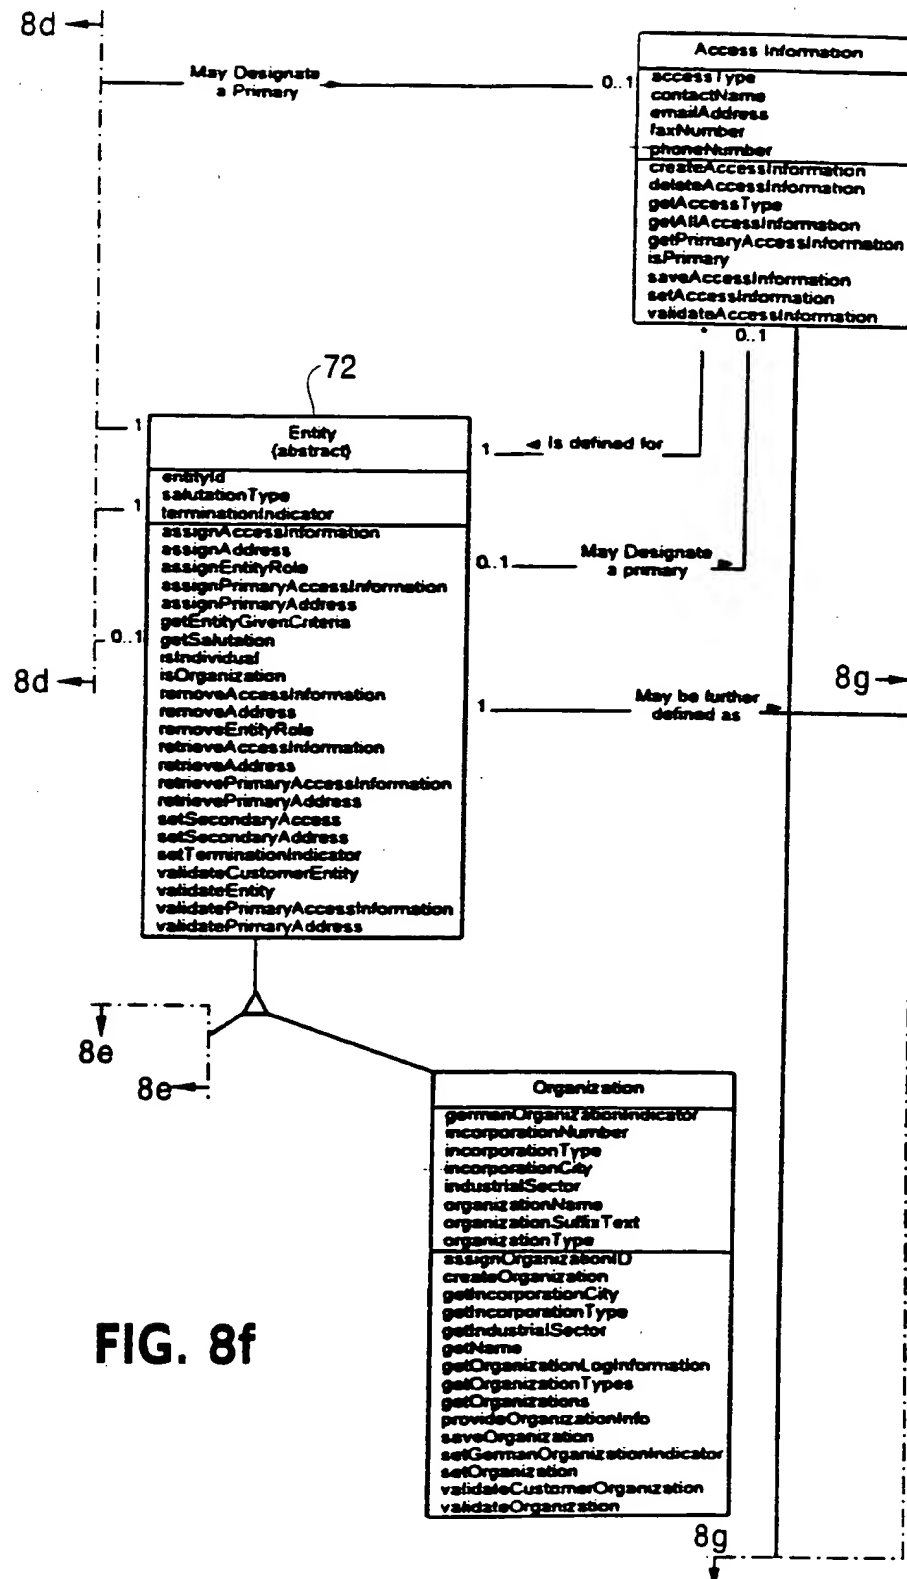 8d
May Designate
a Primary
0..1
Access Information
accessType
contactName
emailAddress
faxNumber
phoneNumber
createAccessInformation
deleteAccessInformation
getAccessType
getAllAccessInformation
getPrimaryAccessInformation
isPrimary
saveAccessInformation
setAccessInformation
validateAccessInformation
*
0..1
72
1
1
0..1
8d
Entity
{abstract}
entityId
salutationType
terminationIndicator
assignAccessInformation
assignAddress
assignEntityRole
assignPrimaryAccessInformation
assignPrimaryAddress
getEntityGivenCriteria
getSalutation
isIndividual
isOrganization
removeAccessInformation
removeAddress
removeEntityRole
retrieveAccessInformation
retrieveAddress
retrievePrimaryAccessInformation
retrievePrimaryAddress
setSecondaryAccess
setSecondaryAddress
setTerminationIndicator
validateCustomerEntity
validateEntity
validatePrimaryAccessInformation
validatePrimaryAddress
1
Is defined for
0..1
May Designate
a primary
1
May be further
defined as
8g
8e
8e
Organization
germanOrganizationIndicator
incorporationNumber
incorporationType
incorporationCity
industrialSector
organizationName
organizationSuffixText
organizationType
assignOrganizationID
createOrganization
getIncorporationCity
getIncorporationType
getIndustrialSector
getName
getOrganizationLogInformation
getOrganizationTypes
getOrganizations
provideOrganizationInfo
saveOrganization
setGermanOrganizationIndicator
setOrganization
validateCustomerOrganization
validateOrganization
FIG. 8f
8g